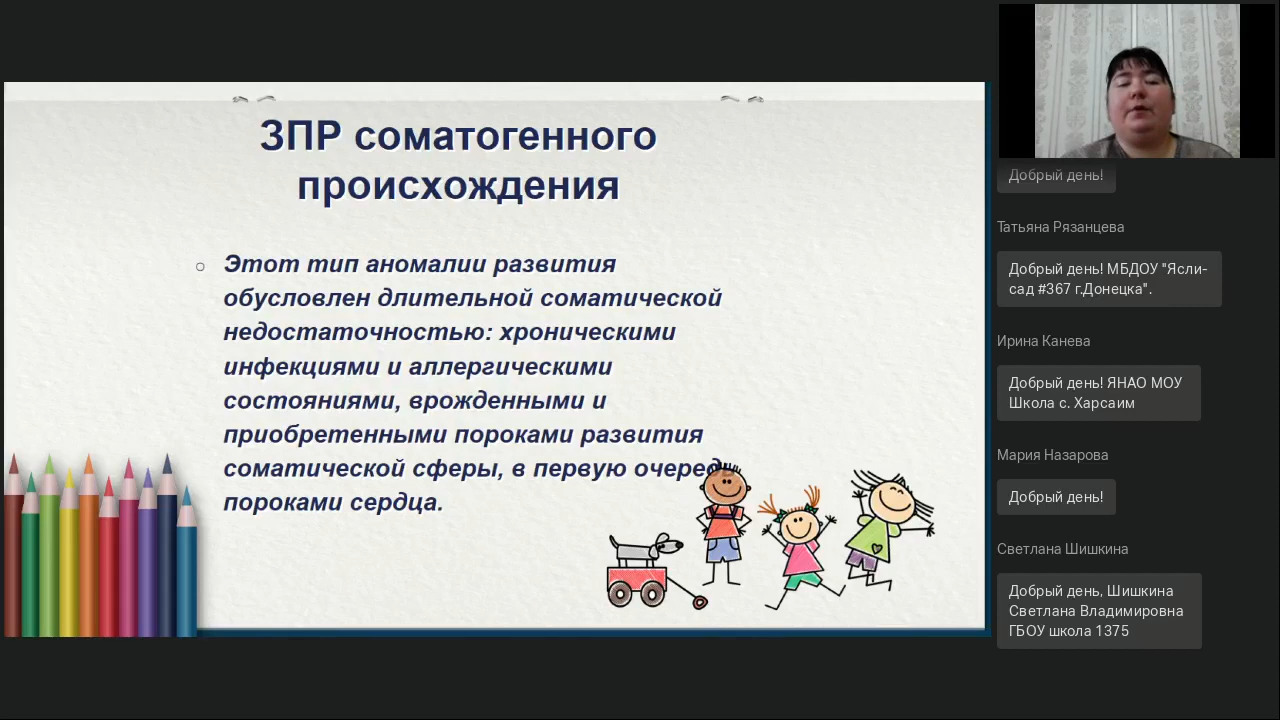 ЗПР соматогенного
происхождения
Этот тип аномалии развития
обусловлен длительной соматической
недостаточностью: хроническими
инфекциями и аллергическими
состояниями, врожденными и
приобретенными пороками развития
соматической сферы, в первую очередь
пороками сердца.
Добрый день!
Татьяна Рязанцева
Добрый день! МБДОУ "Ясли-
сад #367 г.Донецка".
Ирина Канева
Добрый день! ЯНАО МОУ
Школа с. Харсаим
Мария Назарова
Добрый день!
Светлана Шишкина
Добрый день, Шишкина
Светлана Владимировна
ГБОУ школа 1375